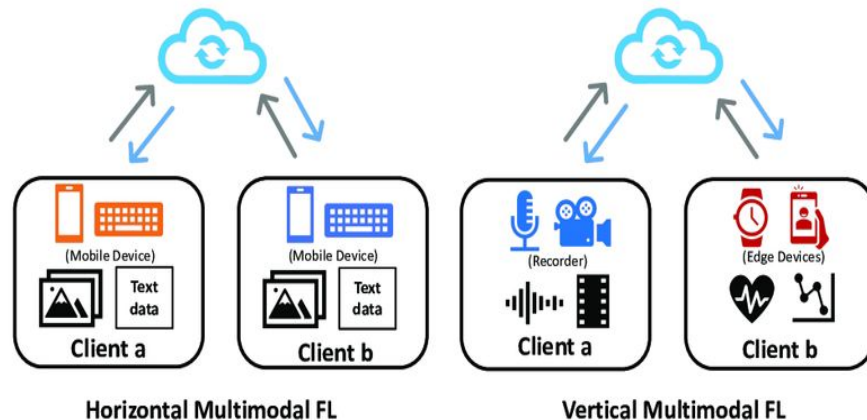 (Mobile Device)
Text
data
Client a
(Mobile Device)
Text
data
Client b
(Recorder)
Client a
(Edge Devices)
Client b
Horizontal Multimodal FL
Vertical Multimodal FL